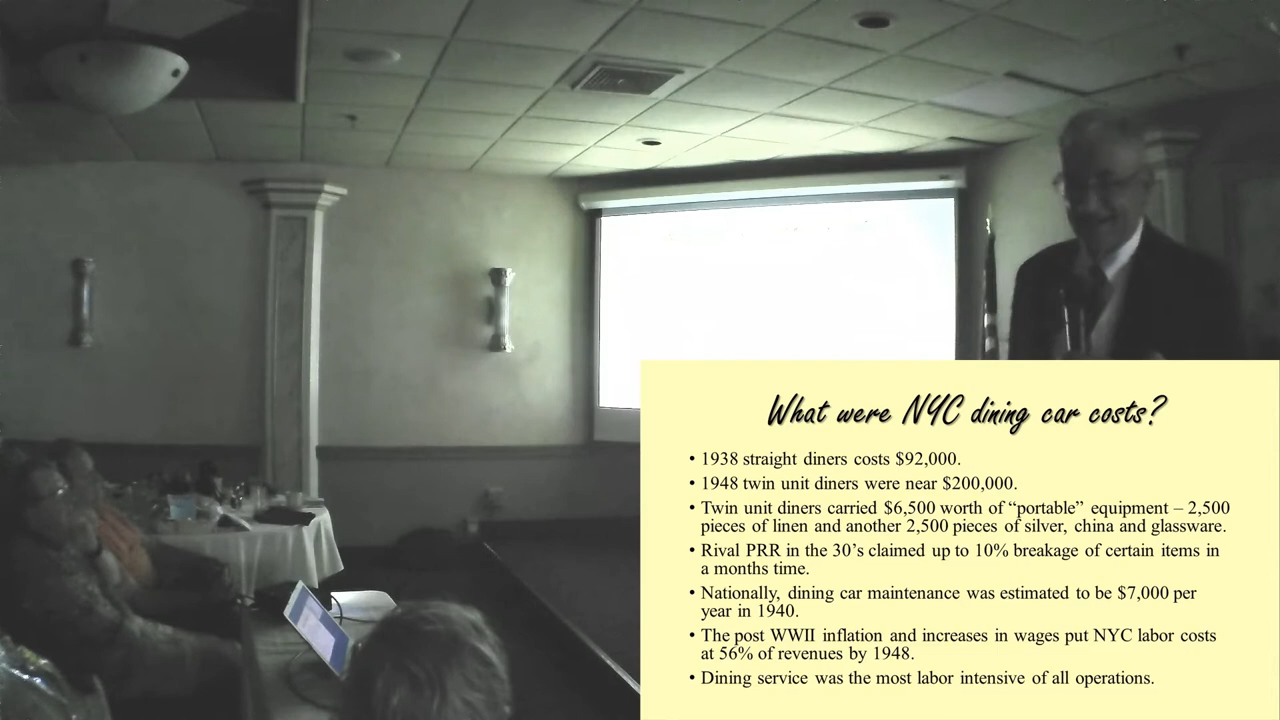 What were NYC dining car costs?
• 1938 straight diners costs $92,000.
• 1948 twin unit diners were near $200,000.
• Twin unit diners carried $6,500 worth of “portable” equipment – 2,500
pieces of linen and another 2,500 pieces of silver, china and glassware.
• Rival PRR in the 30’s claimed up to 10% breakage of certain items in
a months time.
• Nationally, dining car maintenance was estimated to be $7,000 per
year in 1940.
• The post WWII inflation and increases in wages put NYC labor costs
at 56% of revenues by 1948.
• Dining service was the most labor intensive of all operations.